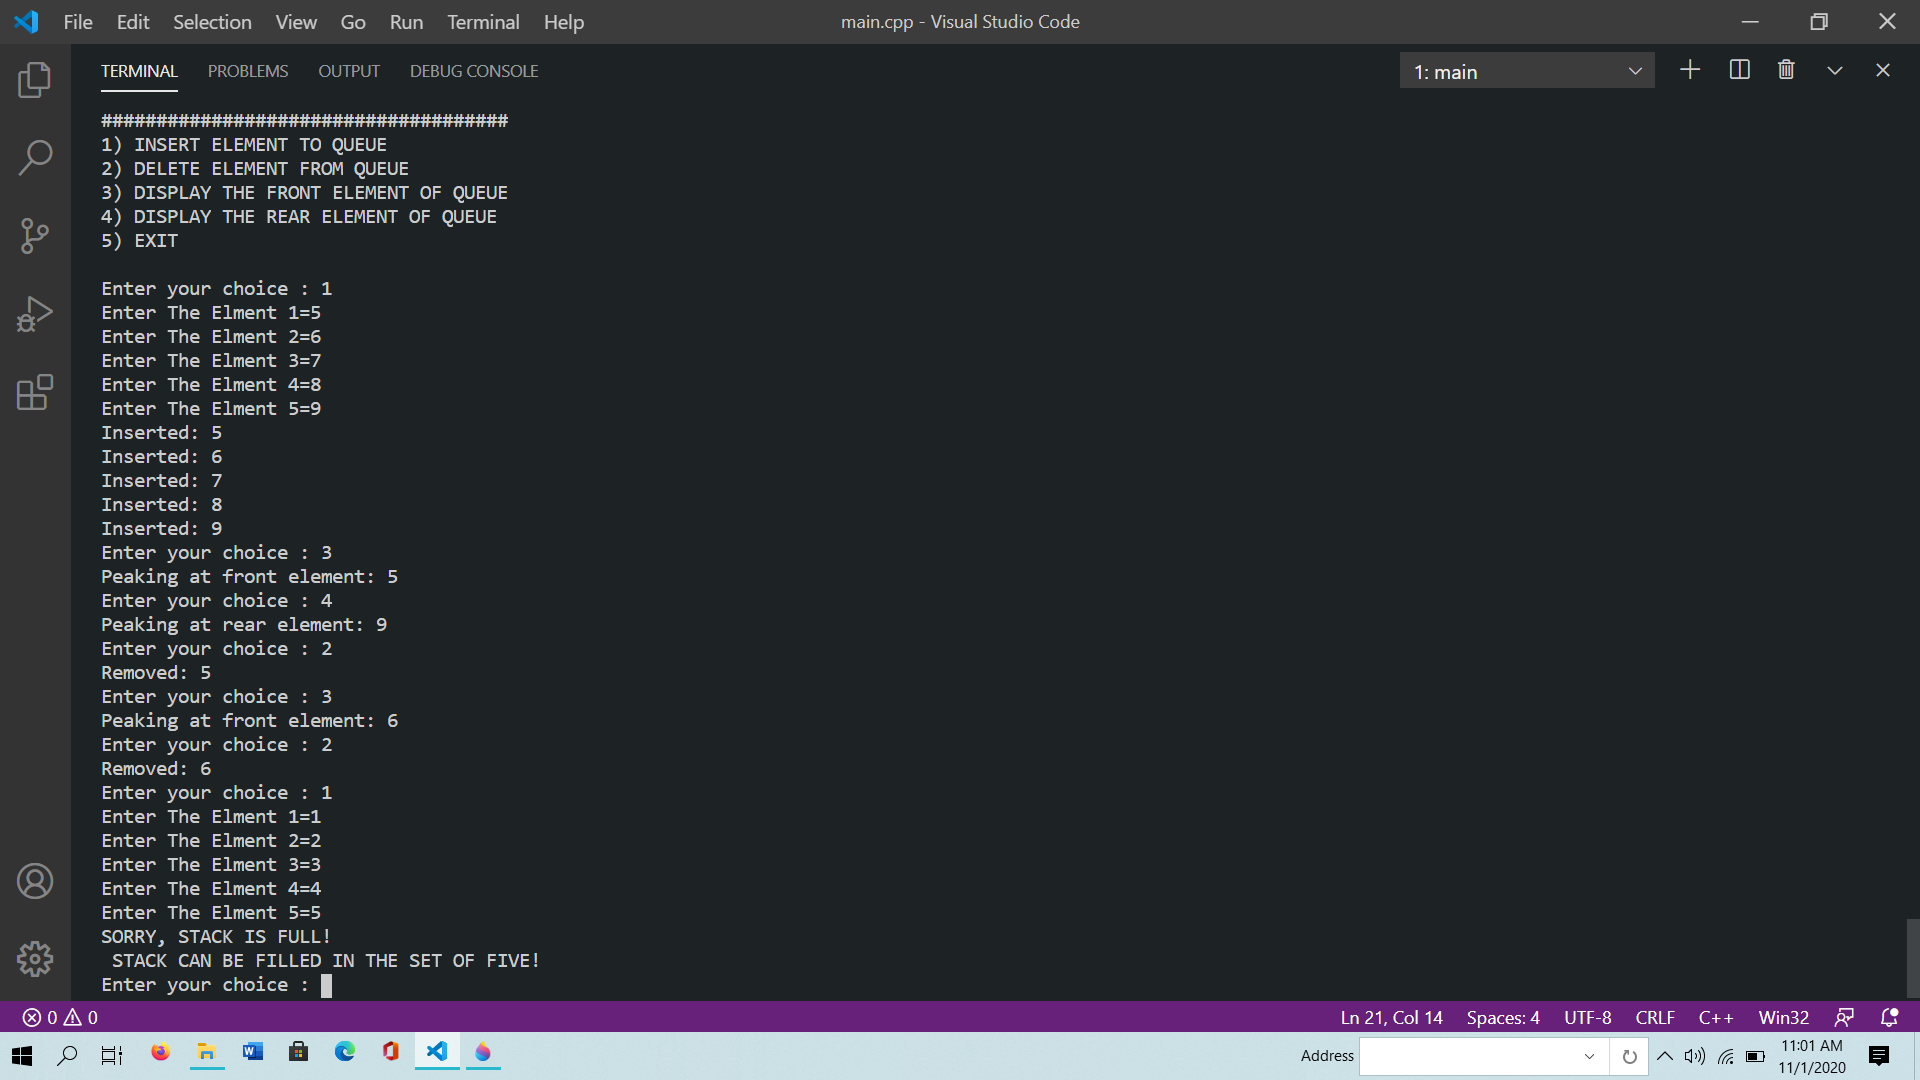 File Edit Selection View Go Run Terminal Help
main.cpp - Visual Studio Code
TERMINAL PROBLEMS OUTPUT DEBUG CONSOLE
1: main
#####################################
1) INSERT ELEMENT TO QUEUE
2) DELETE ELEMENT FROM QUEUE
3) DISPLAY THE FRONT ELEMENT OF QUEUE
4) DISPLAY THE REAR ELEMENT OF QUEUE
5) EXIT
Enter your choice : 1
Enter The Elment 1=5
Enter The Elment 2=6
Enter The Elment 3=7
Enter The Elment 4=8
Enter The Elment 5=9
Inserted: 5
Inserted: 6
Inserted: 7
Inserted: 8
Inserted: 9
Enter your choice : 3
Peaking at front element: 5
Enter your choice : 4
Peaking at rear element: 9
Enter your choice : 2
Removed: 5
Enter your choice : 3
Peaking at front element: 6
Enter your choice : 2
Removed: 6
Enter your choice : 1
Enter The Elment 1=1
Enter The Elment 2=2
Enter The Elment 3=3
Enter The Elment 4=4
Enter The Elment 5=5
SORRY, STACK IS FULL!
STACK CAN BE FILLED IN THE SET OF FIVE!
Enter your choice :
0 0
Ln 21, Col 14 Spaces: 4 UTF-8 CRLF C++ Win32
Address
11:01 AM
11/1/2020